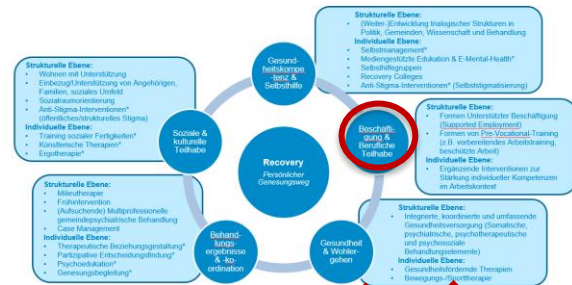 Strukturelle Ebene:
• (Weiter-)Entwicklung trialogischer Strukturen in
Politik, Gemeinden, Wissenschaft und Behandlung
Individuelle Ebene:
• Selbstmanagement*
• Mediengestützte Edukation & E-Mental-Health*
• Selbsthilfegruppen
• Recovery Colleges
• Anti-Stigma-Interventionen* (Selbststigmatisierung)
Strukturelle Ebene:
• Wohnen mit Unterstützung
• Einbezug/Unterstützung von Angehörigen,
Familien, soziales Umfeld
• Sozialraumorientierung
• Anti-Stigma-Interventionen*
(öffentliches/strukturelles Stigma)
Individuelle Ebene:
• Training sozialer Fertigkeiten*
• Künstlerische Therapien*
• Ergotherapie*
Gesund-
heitskompe
-tenz &
Selbsthilfe
Soziale &
kulturelle
Teilhabe
Beschäfti-
gung &
Berufliche
Teilhabe
Strukturelle Ebene:
• Formen Unterstützter Beschäftigung
(Supported Employment)
• Formen von Pre-Vocational-Training
(z.B. vorbereitendes Arbeitstraining,
beschützte Arbeit)
Individuelle Ebene:
• Ergänzende Interventionen zur
Stärkung individueller Kompetenzen
im Arbeitskontext
Recovery
Persönlicher
Genesungsweg
Strukturelle Ebene:
• Milieutherapie
• Frühintervention
• (Aufsuchende) Multiprofessionelle
gemeindepsychiatrische Behandlung
• Case Management
Individuelle Ebene:
• Therapeutische Beziehungsgestaltung*
• Partizipative Entscheidungsfindung*
• Psychoedukation*
• Genesungsbegleitung*
Behand-
lungs-
ergebnisse
& -ko-
ordination
Gesundheit
& Wohler-
gehen
Strukturelle Ebene:
• Integrierte, koordinierte und umfassende
Gesundheitsversorgung (Somatische,
psychiatrische, psychotherapeutische
und psychosoziale
Behandlungselemente)
Individuelle Ebene:
• Gesundheitsfördernde Therapien
• Bewegungs-/Sporttherapie